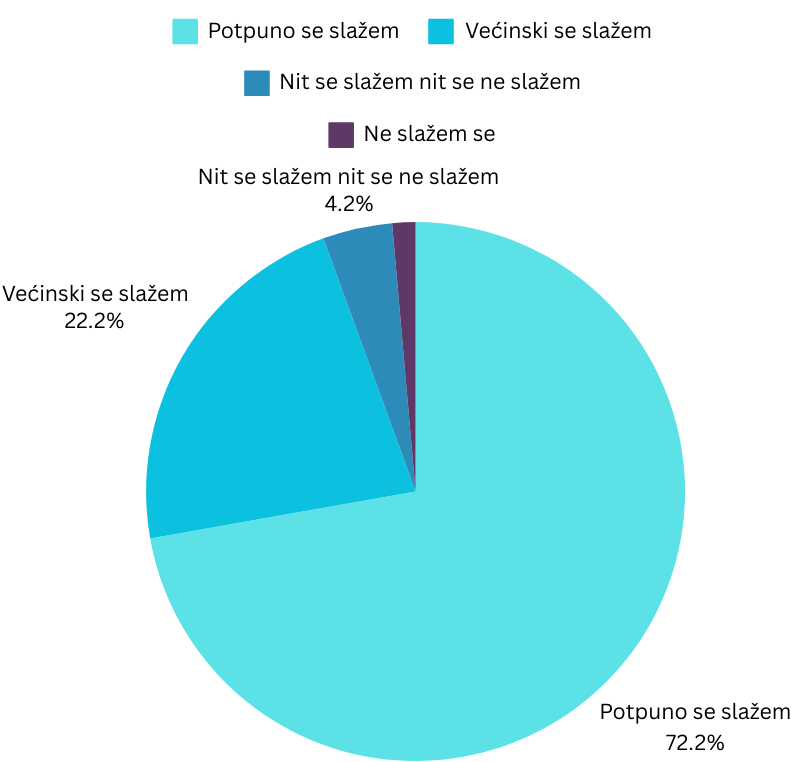 Potpuno se slažem Većinski se slažem
Nit se slažem nit se ne slažem
Ne slažem se
Nit se slažem nit se ne slažem
4.2%
Većinski se slažem
22.2%
Potpuno se slažem
72.2%